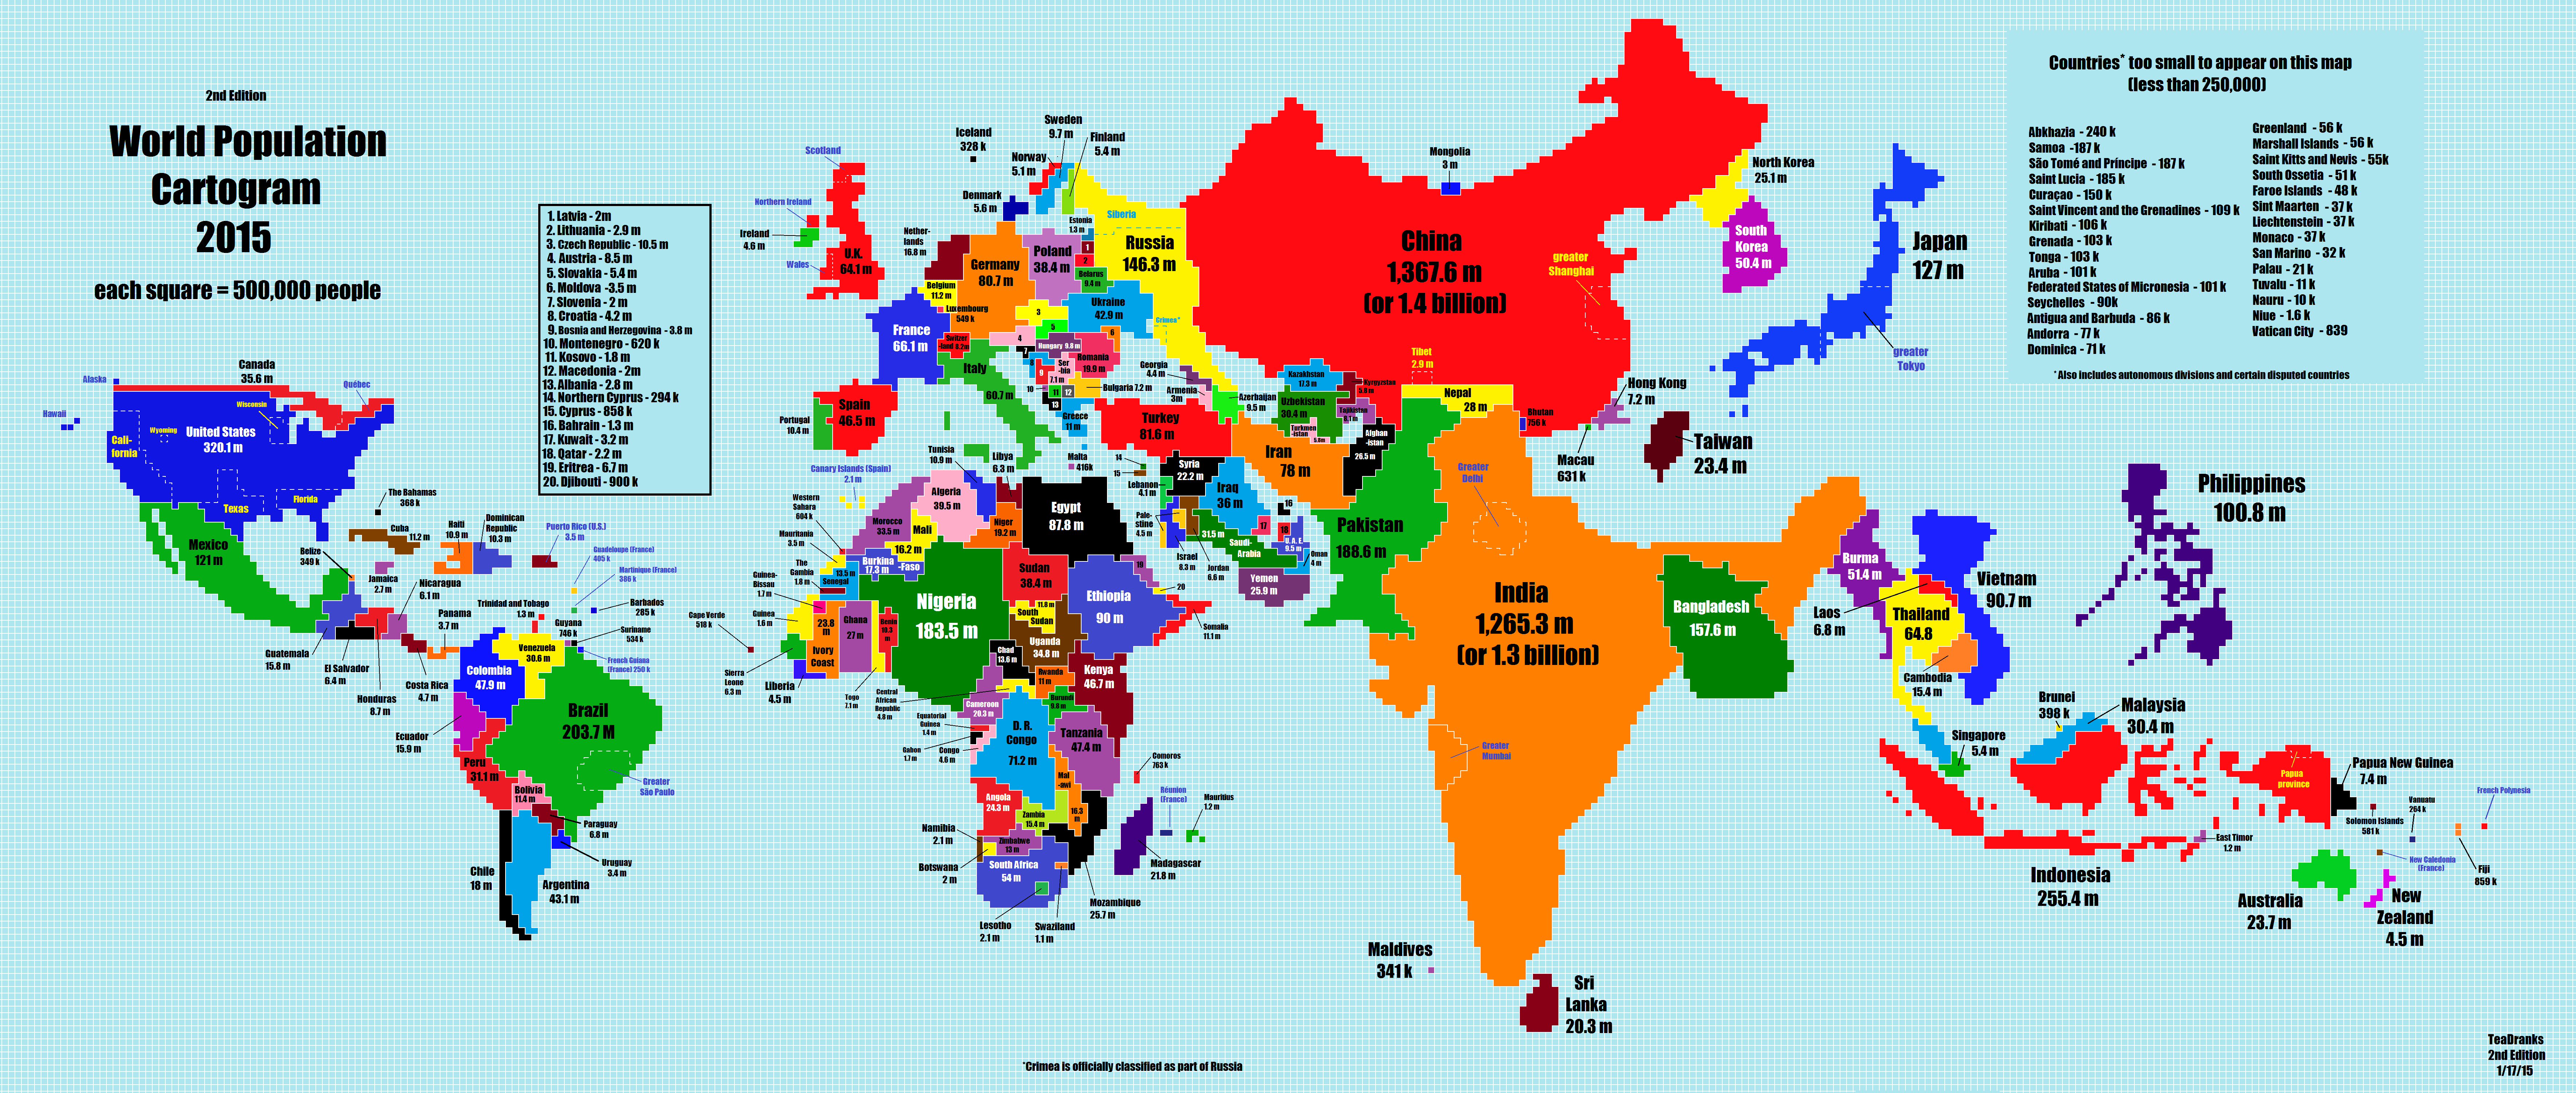 2nd Edition
World Population
Cartogram
2015
each square = 500,000 people
1. Latvia - 2m
2. Lithuania - 2.9 m
3. Czech Republic - 10.5 m
4. Austria - 8.5 m
5. Slovakia - 5.4 m
6. Moldova -3.5 m
7. Slovenia - 2 m
8. Croatia - 4.2 m
9. Bosnia and Herzegovina - 3.8 m
10. Montenegro - 620 k
11. Kosovo - 1.8 m
12. Macedonia - 2m
13. Albania - 2.8 m
14. Northern Cyprus - 294 k
15. Cyprus - 858 k
16. Bahrain - 1.3 m
17. Kuwait - 3.2 m
18. Qatar - 2.2 m
19. Eritrea - 6.7 m
20. Djibouti - 900 k
Countries* too small to appear on this map
(less than 250,000)
Abkhazia - 240 k
Samoa -187 k
São Tomé and Príncipe - 187 k
Saint Lucia - 185 k
Curaçao - 150 k
Saint Vincent and the Grenadines - 109 k
Kiribati - 106 k
Grenada - 103 k
Tonga - 103 k
Aruba - 101 k
Federated States of Micronesia - 101 k
Seychelles - 90k
Antigua and Barbuda - 86 k
Andorra - 77 k
Dominica - 71 k
Greenland - 56 k
Marshall Islands - 56 k
Saint Kitts and Nevis - 55k
South Ossetia - 51 k
Faroe Islands - 48 k
Sint Maarten - 37 k
Liechtenstein - 37 k
Monaco - 37 k
San Marino - 32 k
Palau - 21 k
Tuvalu - 11 k
Nauru - 10 k
Niue - 1.6 k
Vatican City - 839
* Also includes autonomous divisions and certain disputed countries
Alaska
Hawaii
Canada
35.6 m
Québec
Wisconsin
Wyoming
United States
320.1 m
Cali-
fornia
Texas
Florida
Mexico
121 m
The Bahamas
368 k
Cuba
11.2 m
Haiti
10.9 m
Dominican
Republic
10.3 m
Puerto Rico (U.S.)
3.5 m
Guadeloupe (France)
405 k
Martinique (France)
386 k
Belize
349 k
Jamaica
2.7 m
Nicaragua
6.1 m
Panama
3.7 m
Trinidad and Tobago
1.3 m
Barbados
285 k
Guyana
746 k
Suriname
534 k
French Guiana
(France) 250 k
Guatemala
15.8 m
El Salvador
6.4 m
Honduras
8.7 m
Costa Rica
4.7 m
Venezuela
30.6 m
Colombia
47.9 m
Ecuador
15.9 m
Brazil
203.7 M
Greater
São Paulo
Peru
31.1 m
Bolivia
11.4 m
Paraguay
6.8 m
Uruguay
3.4 m
Chile
18 m
Argentina
43.1 m
Iceland
328 k
Scotland
Northern Ireland
Ireland
4.6 m
Wales
U.K.
64.1 m
Norway
5.1 m
Sweden
9.7 m
Finland
5.4 m
Denmark
5.6 m
Nether-
lands
16.8 m
Germany
80.7 m
Poland
38.4 m
Estonia
1.3 m
1
2
Belarus
9.4 m
Siberia
Russia
146.3 m
Belgium
11.2 m
Luxembourg
549 k
Ukraine
42.9 m
Crimea*
France
66.1 m
3
4
5
6
7
8
9
10
11
12
13
Switzer
-land 8.2m
Hungary 9.8 m
Romania
19.9 m
Ser
-bia
7.1 m
Bulgaria 7.2 m
Italy
60.7 m
Greece
11 m
Spain
46.5 m
Portugal
10.4 m
Malta
416k
Georgia
4.4 m
Armenia
3m
Azerbaijan
9.5 m
Turkey
81.6 m
14
15
Syria
22.2 m
Lebanon
4.1 m
Iraq
36 m
Iran
78 m
Pale-
stine
4.5 m
Israel
8.3 m
Jordan
6.6 m
31.5 m
Saudi-
Arabia
16
17
18
U. A. E.
9.5 m
Oman
4 m
Yemen
25.9 m
Kazakhstan
17.3 m
Uzbekistan
30.4 m
Turkmen
-istan
5.8m
Kyrgyzstan
5.8 m
Tajikistan
8.1 m
Afghan
-istan
26.5 m
Pakistan
188.6 m
Canary Islands (Spain)
2.1 m
Western
Sahara
604 k
Morocco
33.5 m
Algeria
39.5 m
Tunisia
10.9 m
Libya
6.3 m
Egypt
87.8 m
Mauritania
3.5 m
Mali
16.2 m
Niger
19.2 m
The
Gambia
1.8 m
13.5 m
Senegal
Burkina
17.3 m
-Faso
Guinea-
Bissau
1.7 m
Guinea
1.6 m
Cape Verde
518 k
Sierra
Leone
6.3 m
Liberia
4.5 m
23.8
m
Ivory
Coast
Ghana
27 m
Benin
10.3
m
Togo
7.1 m
Nigeria
183.5 m
Sudan
38.4 m
11.8 m
South
Sudan
19
20
Ethiopia
90 m
Somalia
11.1 m
Chad
13.6 m
Uganda
34.8 m
Kenya
46.7 m
Rwanda
11 m
Burundi
9.8 m
Central
African
Republic
4.8 m
Cameroon
20.3 m
Equatorial
Guinea
1.4 m
Gabon
1.7 m
Congo
4.6 m
D. R.
Congo
71.2 m
Tanzania
47.4 m
Comoros
763 k
Mal
-awi
16.3
m
Angola
24.3 m
Zambia
15.4 m
Zimbabwe
13 m
Namibia
2.1 m
Botswana
2 m
South Africa
54 m
Lesotho
2.1 m
Swaziland
1.1 m
Mozambique
25.7 m
Madagascar
21.8 m
Réunion
(France)
Mauritius
1.2 m
Mongolia
3 m
China
1,367.6 m
(or 1.4 billion)
greater
Shanghai
Tibet
2.9 m
Nepal
28 m
Bhutan
756 k
Greater
Delhi
India
1,265.3 m
(or 1.3 billion)
Greater
Mumbai
Maldives
341 k
Sri
Lanka
20.3 m
Bangladesh
157.6 m
North Korea
25.1 m
South
Korea
50.4 m
Japan
127 m
greater
Tokyo
Hong Kong
7.2 m
Macau
631 k
Taiwan
23.4 m
Burma
51.4 m
Laos
6.8 m
Thailand
64.8
Vietnam
90.7 m
Cambodia
15.4 m
Philippines
100.8 m
Brunei
398 k
Malaysia
30.4 m
Singapore
5.4 m
Indonesia
255.4 m
Papua
province
Papua New Guinea
7.4 m
East Timor
1.2 m
Solomon Islands
581 k
Vanuatu
264 k
French Polynesia
New Caledonia
(France)
Fiji
859 k
Australia
23.7 m
New
Zealand
4.5 m
*Crimea is officially classified as part of Russia
TeaDranks
2nd Edition
1/17/15